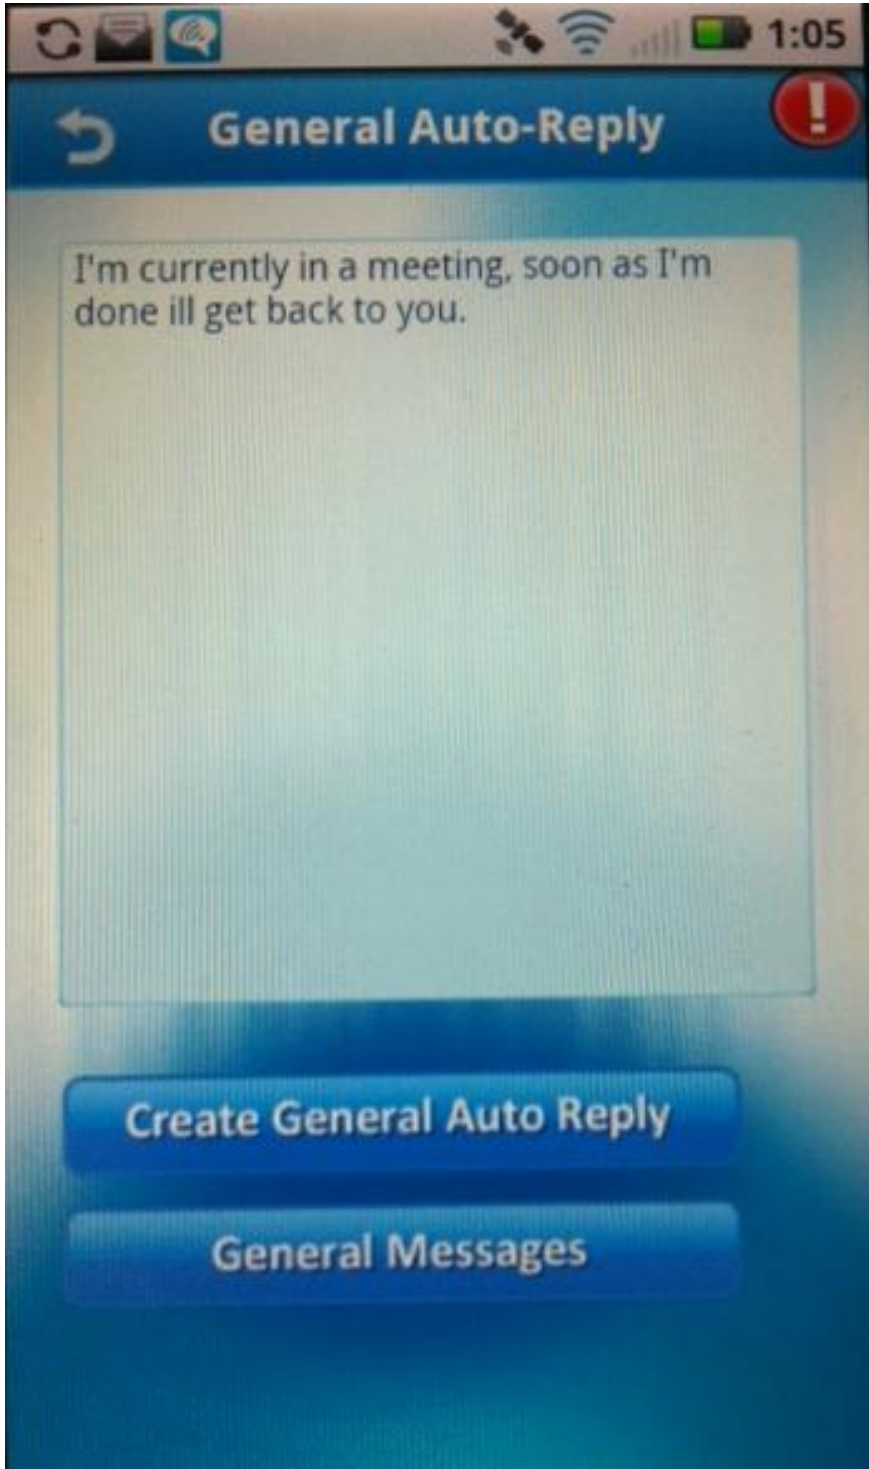 1:05
General Auto-Reply
I'm currently in a meeting, soon as I'm
done ill get back to you.
Create General Auto Reply
General Messages